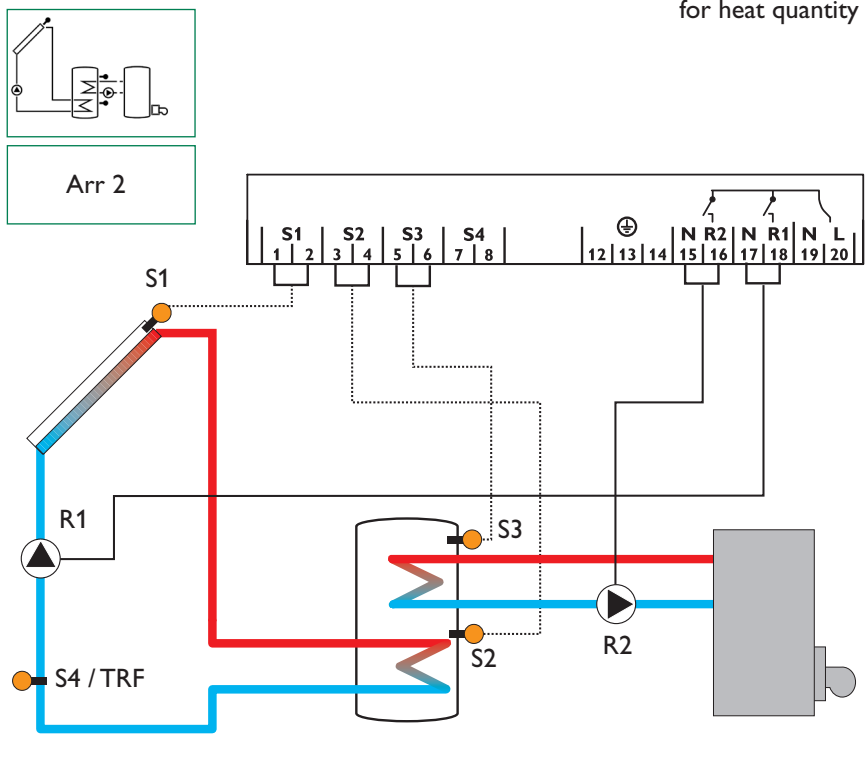 for heat quantity
Arr 2
S1 S2 S3 S4 N R2 N R1 N L
1 2 3 4 5 6 7 8 12 13 14 15 16 17 18 19 20
S1
R1
S3
S2
R2
S4 / TRF